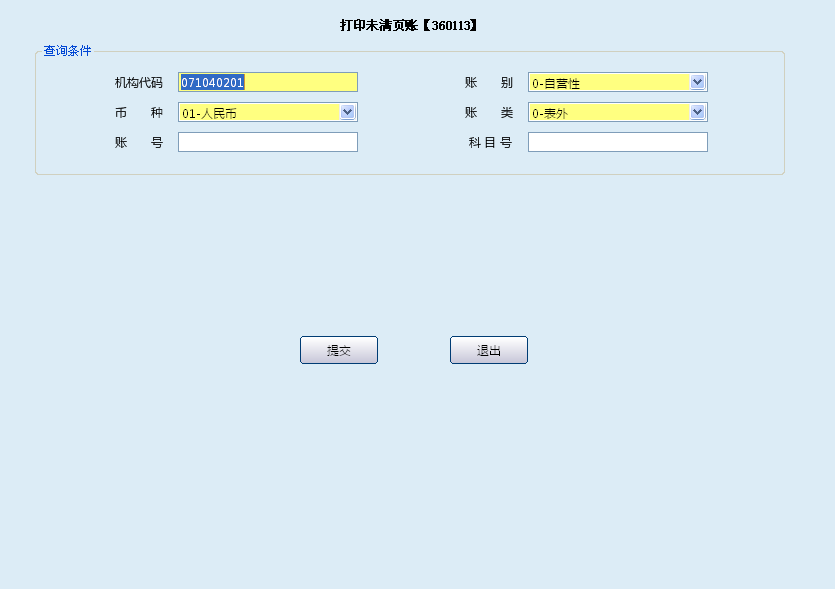 打印未满页账【360113】
查询条件
机构代码 071040201 账 别 0-自营性
币 种 01-人民币 账 类 0-表外
账 号 科 目 号
提交 退出